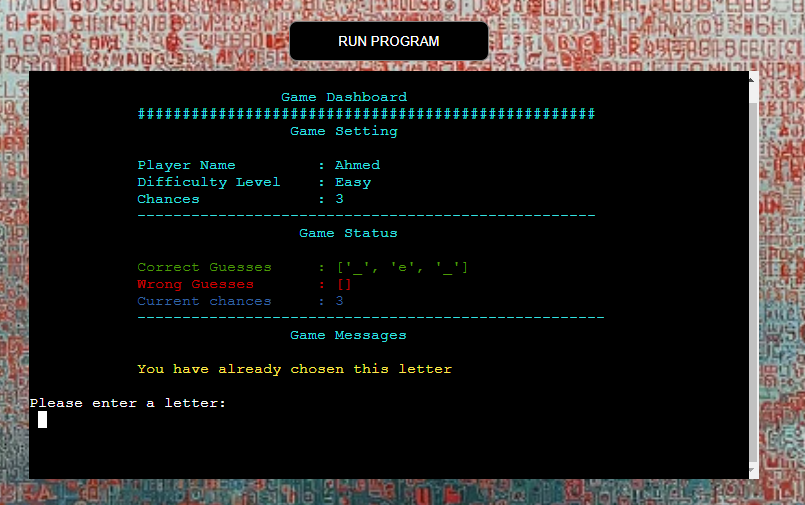 RUN PROGRAM
Game Dashboard
###################################################
Game Setting
Player Name : Ahmed
Difficulty Level : Easy
Chances : 3
---------------------------------------------------
Game Status
Correct Guesses : ['_', 'e', '_']
Wrong Guesses : []
Current chances : 3
----------------------------------------------------
Game Messages
You have already chosen this letter
Please enter a letter: